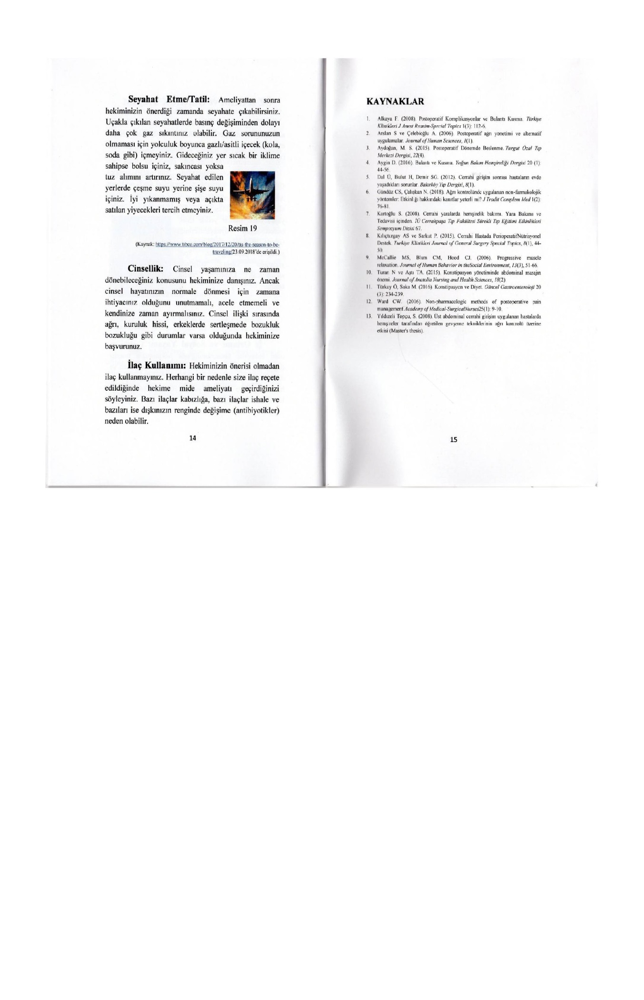 Seyahat Etme/Tatil: Ameliyattan sonra
hekiminizin önerdiği zamanda seyahate çıkabilirsiniz.
Uçakla çıkılan seyahatlerde basınç değişiminden dolayı
daha çok gaz sıkıntınız olabilir. Gaz sorununuzun
olmaması için yolculuk boyunca gazlı/asitli içecek (kola,
soda gibi) içmeyiniz. Gideceğiniz yer sıcak bir iklime
sahipse bolsu içiniz, sakıncası yoksa
tuz alımını artırınız. Seyahat edilen
yerlerde çeşme suyu yerine şişe suyu
içiniz. İyi yıkanmamış veya açıkta
satılan yiyecekleri tercih etmeyiniz.
Resim 19
(Kaynak: https://www.tibco.com/blog/2017/12/20/tis-the-season-to-be-
traveling/23.09.2018'de erişildi.)
Cinsellik: Cinsel yaşamınıza ne zaman
dönebileceğiniz konusunu hekiminize danışınız. Ancak
cinsel hayatınızın normale dönmesi için zamana
ihtiyacınız olduğunu unutmamalı, acele etmemeli ve
kendinize zaman ayırmalısınız. Cinsel ilişki sırasında
ağrı, kuruluk hissi, erkeklerde sertleşmede bozukluk
bozukluğu gibi durumlar varsa olduğunda hekiminize
başvurunuz.
İlaç Kullanımı: Hekiminizin önerisi olmadan
ilaç kullanmayınız. Herhangi bir nedenle size ilaç reçete
edildiğinde hekime mide ameliyatı geçirdiğinizi
söyleyiniz. Bazı ilaçlar kabızlığa, bazı ilaçlar ishale ve
bazıları ise dışkınızın renginde değişime (antibiyotikler)
neden olabilir.
14
KAYNAKLAR
1. Alkaya F. (2008). Postoperatif Komplikasyonlar ve Bulantı Kusma. Türkiye
Klinikleri J Anest Reanim-Special Topics 1(3): 112-6.
2. Arslan S ve Çelebioğlu A. (2006). Postoperatif ağrı yonetimi ve alternatif
uygulamalar. Journal of Human Sciences, 1(1).
3. Aydoğan, M. S. (2015). Postoperatif Dönemde Beslenme. Turgut Özal Tıp
Merkezi Dergisi, 22(4).
4. Aygin D. (2016). Bulantı ve Kusma. Yoğun Bakım Hemşireliği Dergisi 20 (1):
44-56.
5. Dal Ü, Bulut H, Demir SG. (2012). Cerrahi girişim sonrası hastaların evde
yaşadıkları sorunlar. Bakırköy Tıp Dergisi, 8(1).
6. Gündüz CS, Çalışkan N. (2018). Ağrı kontrolünde uygulanan non-farmakolojik
yöntemler: Etkinliği hakkındaki kanıtlar yeterli mi? J Tradit Complem Med 1(2):
76-81.
7. Kartoğlu S. (2008). Cerrahi yaralarda hemşirelik bakımı. Yara Bakımı ve
Tedavisi içinden. İÜ Cerrahpaşa Tıp Fakültesi Sürekli Tıp Eğitimi Etkinlikleri
Sempozyum Dizisi 67.
8. Kılıçturgay AS ve Sarkut P. (2015). Cerrahi Hastada PerioperatifNütrisyonel
Destek. Turkiye Klinikleri Journal of General Surgery Special Topics, 8(1), 44-
50.
9. McCallie MS, Blum CM, Hood CJ. (2006). Progressive muscle
relaxation. Journal of Human Behavior in theSocial Environment, 13(3), 51-66.
10. Turan N ve Aştı TA. (2015). Konstipasyon yönetiminde abdominal masajın
önemi. Journal of Anatolia Nursing and Health Sciences, 18(2)
11. Türkay Ö, Saka M. (2016). Konstipasyon ve Diyet. Güncel Gastroenteroloji 20
(3): 234-239.
12. Ward CW. (2016). Non-pharmacologic methods of postoperative pain
management Academy of Medical-SurgicalNurses25(1): 9-10.
13. Yıldızeli Topçu, S. (2008). Üst abdominal cerrahi girişim uygulanan hastalarda
hemşireler tarafından öğretilen gevşeme tekniklerinin ağrı kontrolü üzerine
etkisi (Master's thesis).
15